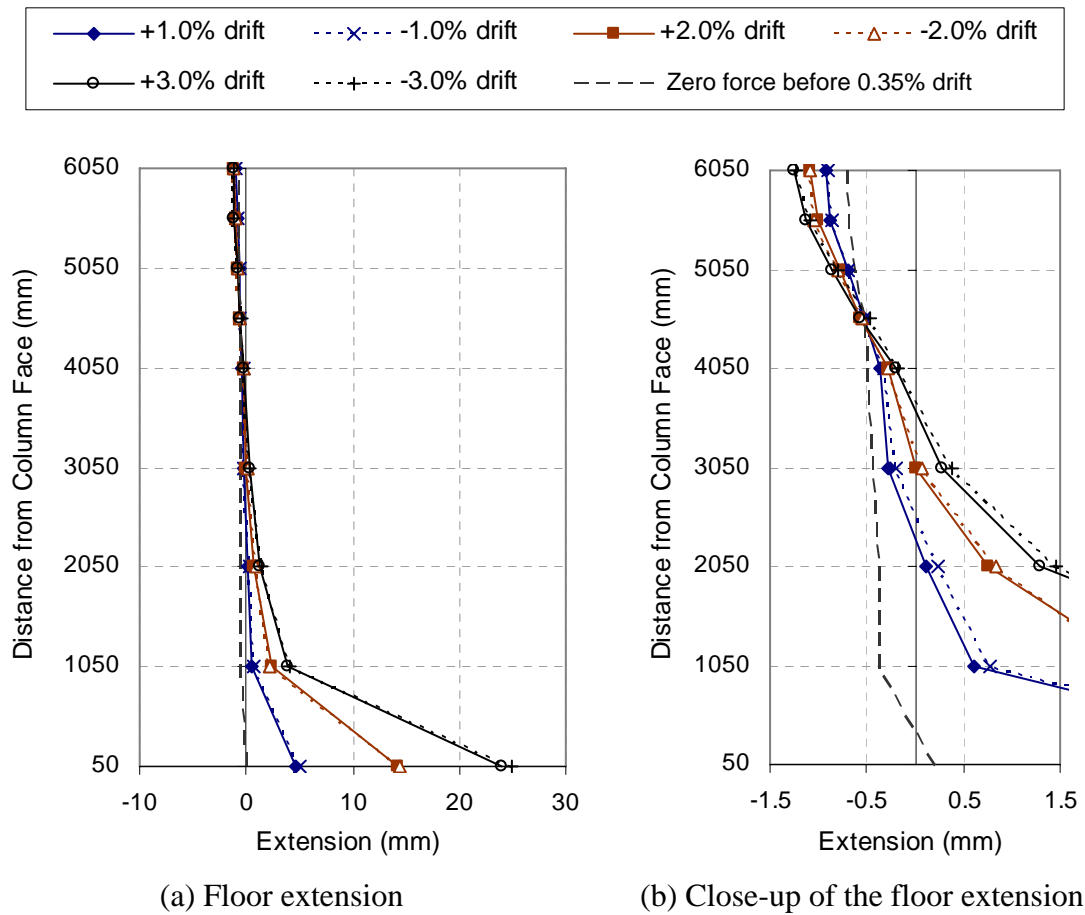 +1.0% drift -1.0% drift +2.0% drift -2.0% drift
+3.0% drift -3.0% drift Zero force before 0.35% drift
Distance from Column Face (mm)
6050
5050
4050
3050
2050
1050
50
-10 0 10 20 30
Extension (mm)
(a) Floor extension
Distance from Column Face (mm)
6050
5050
4050
3050
2050
1050
50
-1.5 -0.5 0.5 1.5
Extension (mm)
(b) Close-up of the floor extension